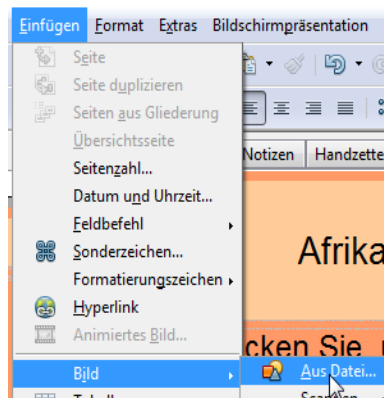 Einfügen Format Extras Bildschirmpräsentation
Seite
Seite duplizieren
Seiten aus Gliederung
Übersichtsseite
Seitenzahl...
Notizen Handzette
Datum und Uhrzeit...
Feldbefehl
Sonderzeichen...
Afrika
Formatierungszeichen
Hyperlink
Animiertes Bild...
cken Sie
Bild
Aus Datei...